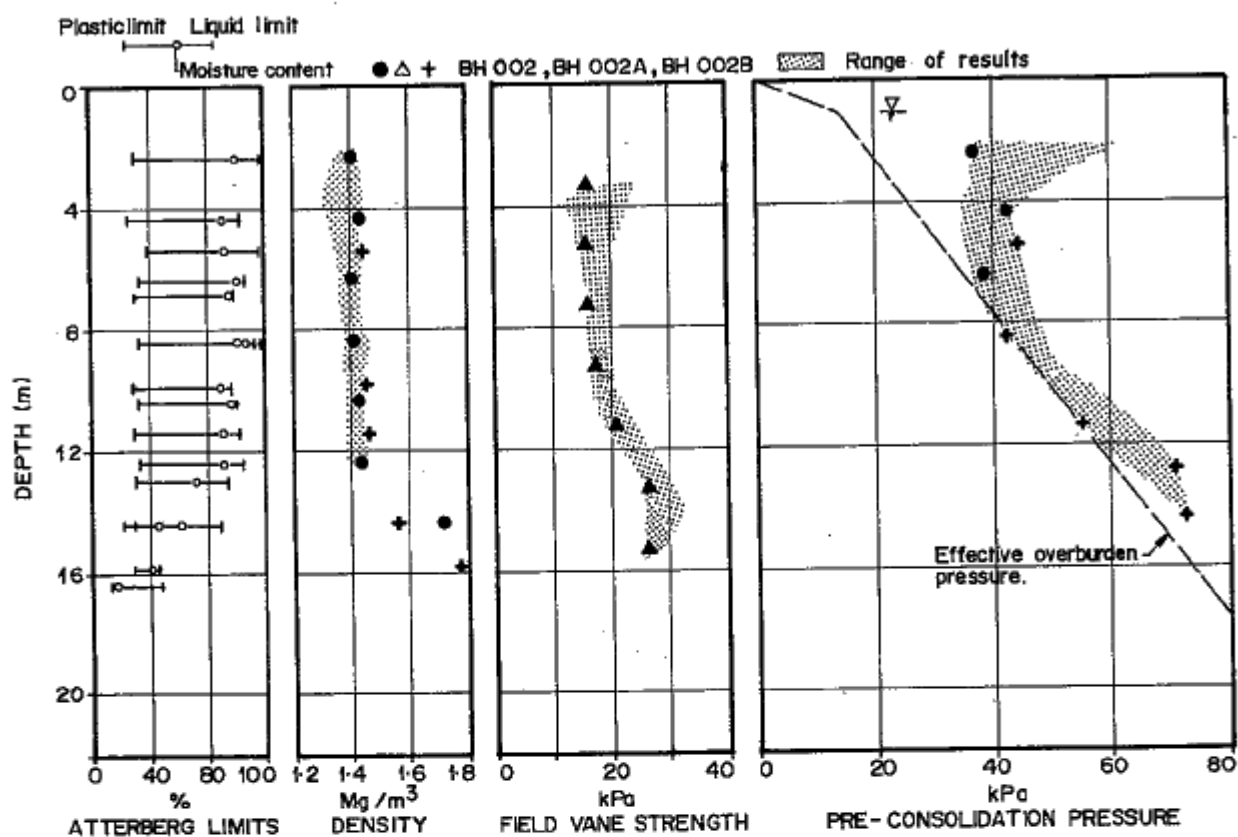 Plastic limit Liquid limit
Moisture content ● △ + BH 002, BH 002A, BH 002B Range of results
0
4
8
12
16
20
DEPTH (m)
Effective overburden
pressure.
0 40 80 100
1·2 1·4 1·6 1·8
0 20 40
0 20 40 60 80
%
Mg/m³
kPa
kPa
ATTERBERG LIMITS
DENSITY
FIELD VANE STRENGTH
PRE-CONSOLIDATION PRESSURE